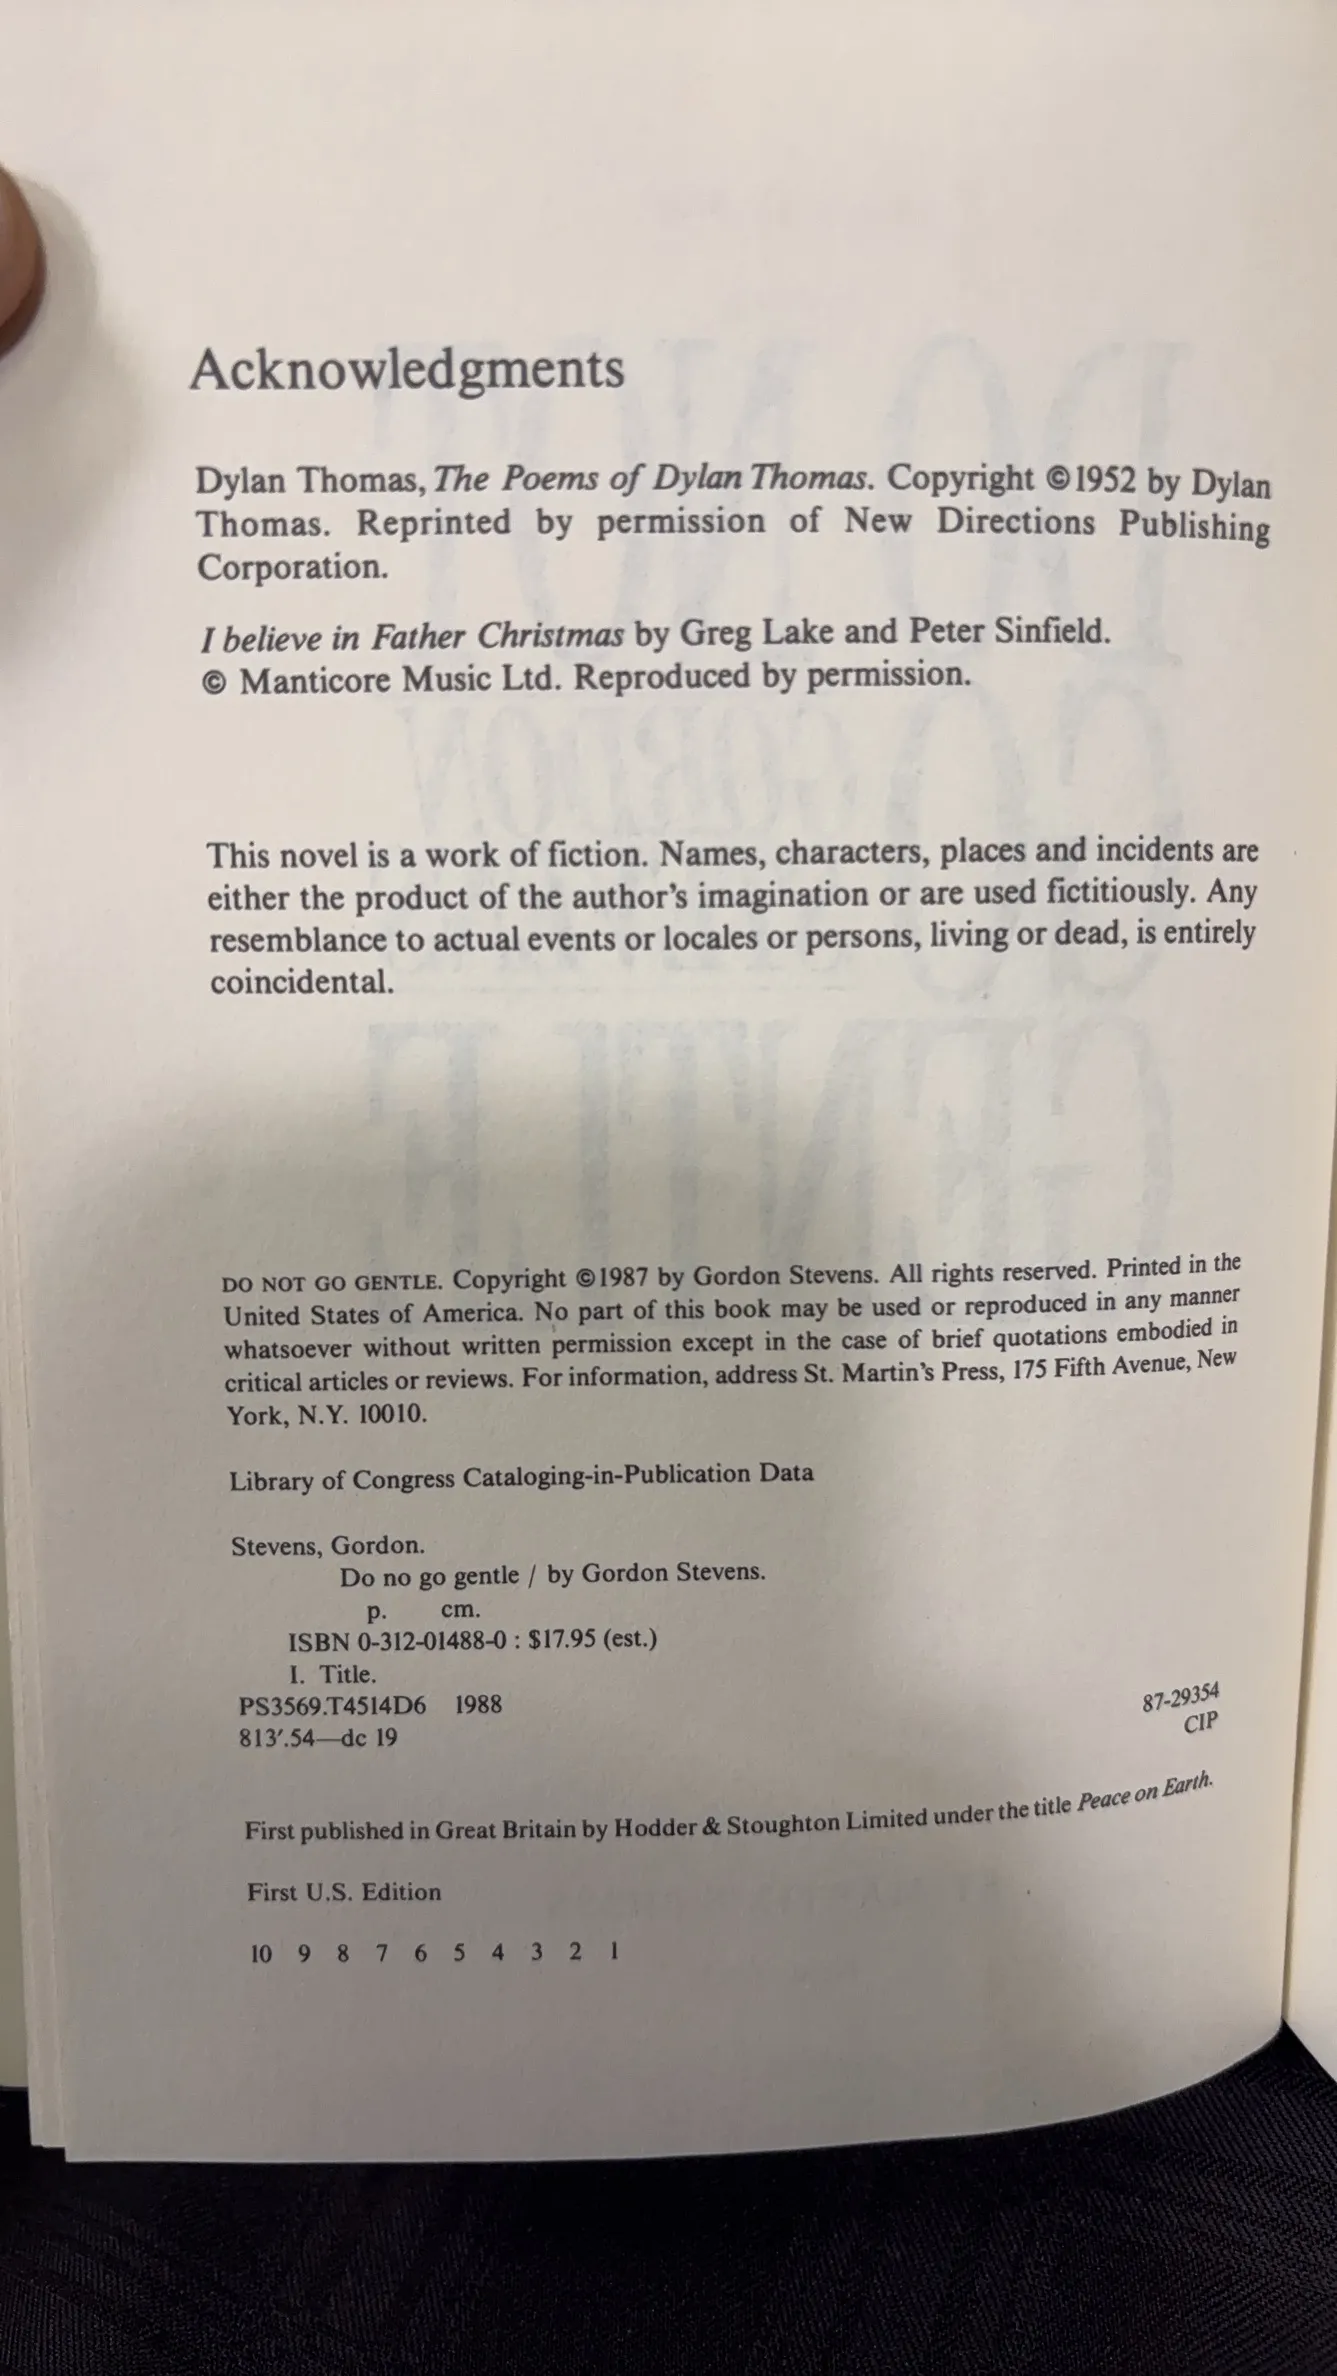 Acknowledgments
Dylan Thomas, The Poems of Dylan Thomas. Copyright ©1952 by Dylan
Thomas. Reprinted by permission of New Directions Publishing
Corporation.
I believe in Father Christmas by Greg Lake and Peter Sinfield.
© Manticore Music Ltd. Reproduced by permission.
This novel is a work of fiction. Names, characters, places and incidents are
either the product of the author's imagination or are used fictitiously. Any
resemblance to actual events or locales or persons, living or dead, is entirely
coincidental.
DO NOT GO GENTLE. Copyright ©1987 by Gordon Stevens. All rights reserved. Printed in the
United States of America. No part of this book may be used or reproduced in any manner
whatsoever without written permission except in the case of brief quotations embodied in
critical articles or reviews. For information, address St. Martin's Press, 175 Fifth Avenue, New
York, N.Y. 10010.
Library of Congress Cataloging-in-Publication Data
Stevens, Gordon.
Do no go gentle / by Gordon Stevens.
p. cm.
ISBN 0-312-01488-0 : $17.95 (est.)
I. Title.
PS3569.T4514D6 1988
87-29354
813′.54—dc 19
CIP
First published in Great Britain by Hodder & Stoughton Limited under the title Peace on Earth.
First U.S. Edition
10 9 8 7 6 5 4 3 2 1